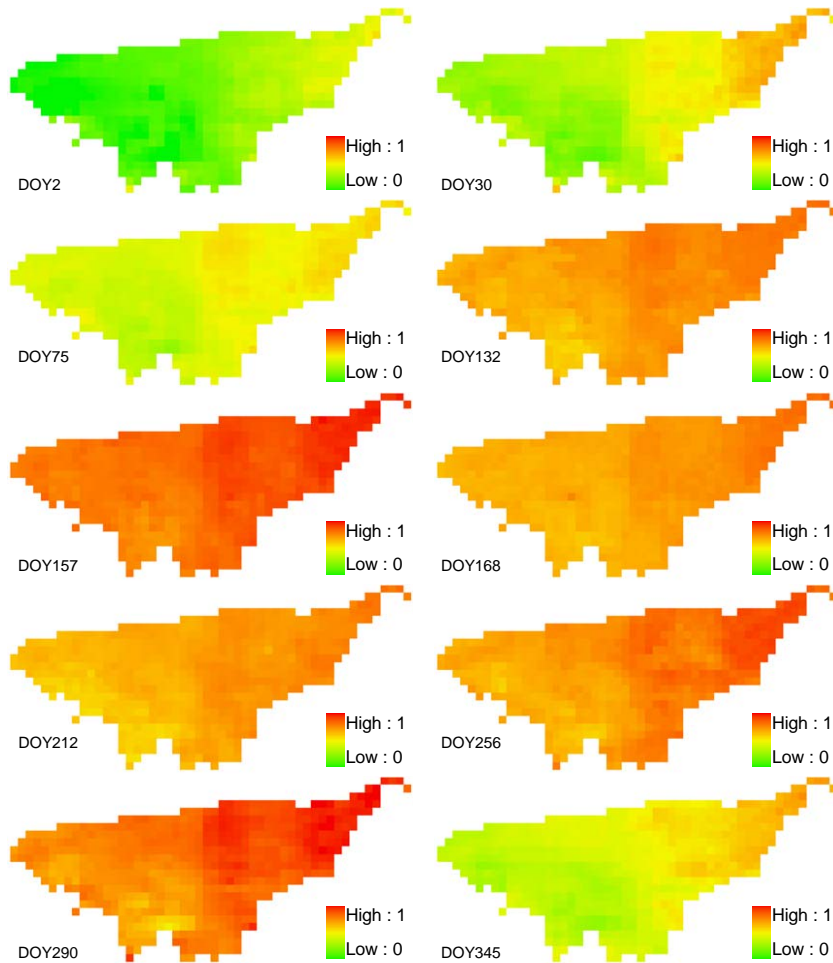 High : 1
Low : 0
DOY2
High : 1
Low : 0
DOY30
High : 1
Low : 0
DOY75
High : 1
Low : 0
DOY132
High : 1
Low : 0
DOY157
High : 1
Low : 0
DOY168
High : 1
Low : 0
DOY212
High : 1
Low : 0
DOY256
High : 1
Low : 0
DOY290
High : 1
Low : 0
DOY345